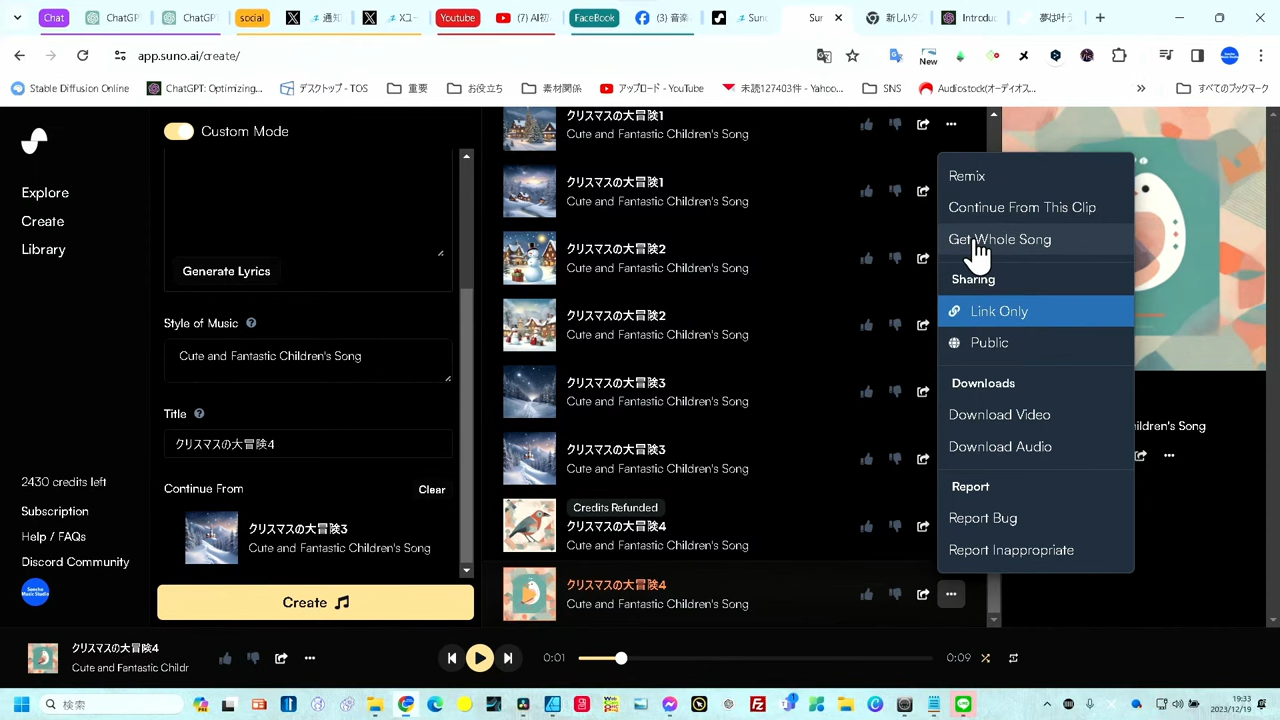 Chat
ChatGPT
ChatGPT
social
通知
Xユー
Youtube
(7) AI初
FaceBook
(3) 音楽
Suno
Sun
新しいタ
Introduc
夢は叶う
app.suno.ai/create/
New
Stable Diffusion Online
ChatGPT: Optimizing...
デスクトップ - TOS
重要
お役立ち
素材関係
アップロード - YouTube
未読127403件 - Yahoo...
SNS
Audiostock(オーディオス...
すべてのブックマーク
Explore
Create
Library
2430 credits left
Subscription
Help / FAQs
Discord Community
Sancho Music Studio
Custom Mode
Generate Lyrics
Style of Music
Cute and Fantastic Children's Song
Title
クリスマスの大冒険4
Continue From
Clear
クリスマスの大冒険3
Cute and Fantastic Children's Song
Create
クリスマスの大冒険1
Cute and Fantastic Children's Song
クリスマスの大冒険1
Cute and Fantastic Children's Song
クリスマスの大冒険2
Cute and Fantastic Children's Song
クリスマスの大冒険2
Cute and Fantastic Children's Song
クリスマスの大冒険3
Cute and Fantastic Children's Song
クリスマスの大冒険3
Cute and Fantastic Children's Song
Credits Refunded
クリスマスの大冒険4
Cute and Fantastic Children's Song
クリスマスの大冒険4
Cute and Fantastic Children's Song
Remix
Continue From This Clip
Get Whole Song
Sharing
Link Only
Public
Downloads
Download Video
Download Audio
Report
Report Bug
Report Inappropriate
ildren's Song
クリスマスの大冒険4
Cute and Fantastic Childr
0:01
0:09
検索
19:33
2023/12/19